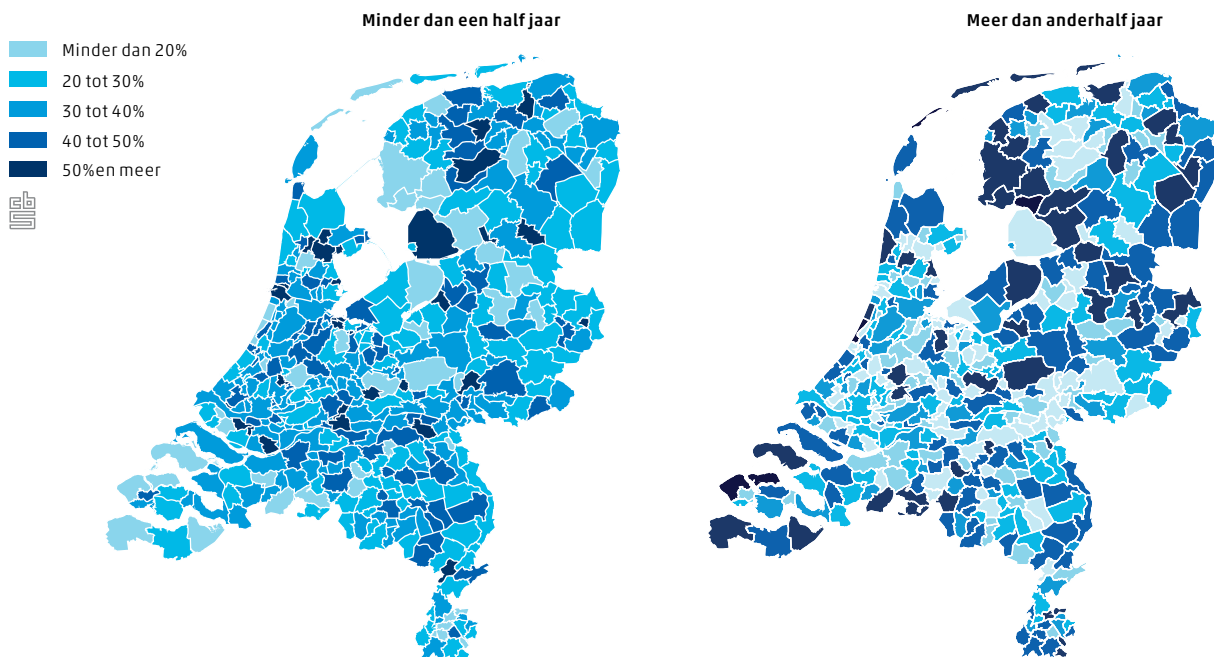 Minder dan een half jaar
Meer dan anderhalf jaar
Minder dan 20%
20 tot 30%
30 tot 40%
40 tot 50%
50%en meer
cbs